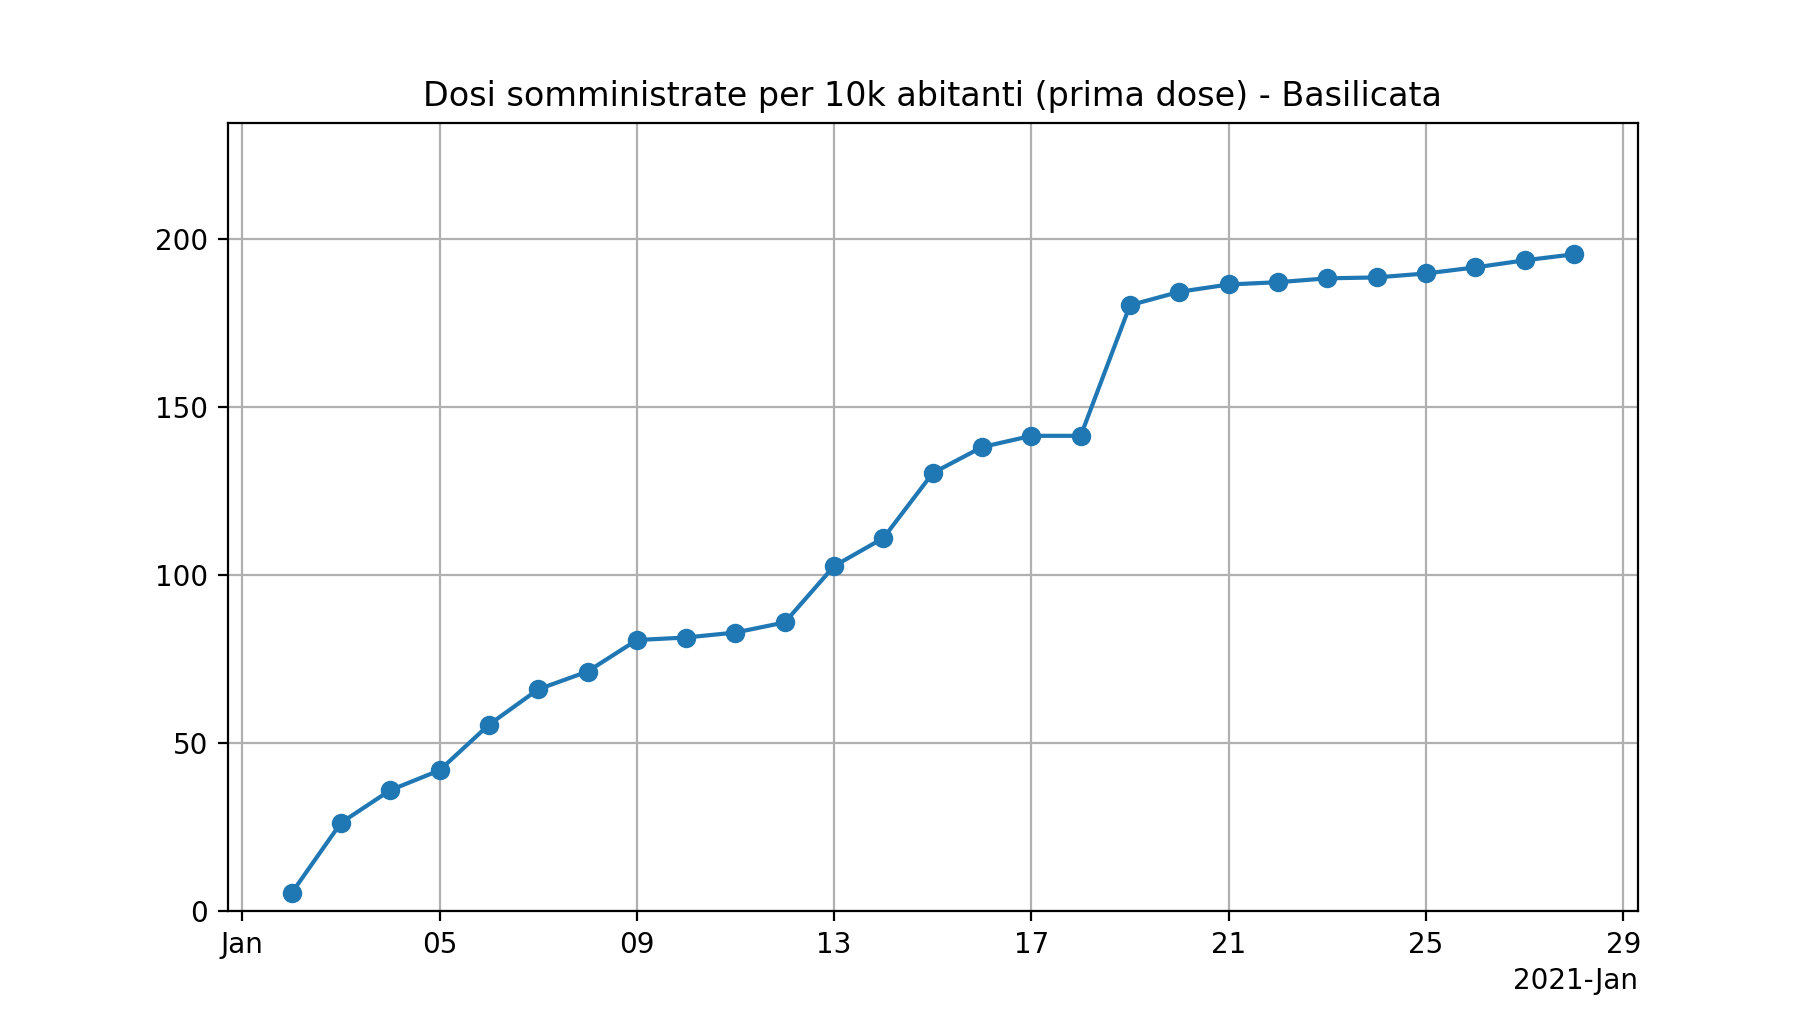 Dosi somministrate per 10k abitanti (prima dose) - Basilicata
200
150
100
50
0
Jan 05 09 13 17 21 25 29
2021-Jan